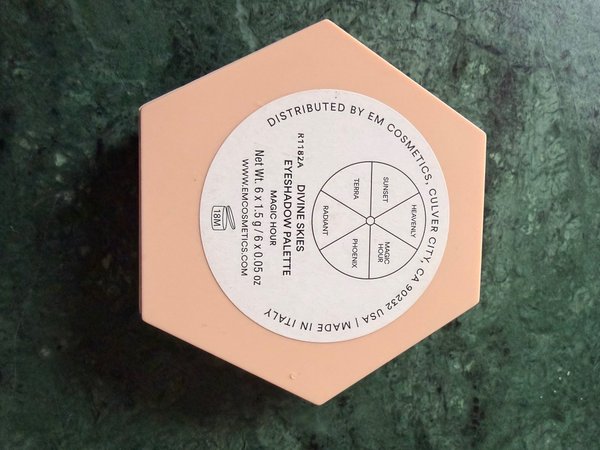 DISTRIBUTED BY EM COSMETICS, CULVER CITY, CA 90232 USA | MADE IN ITALY
SUNSET
HEAVENLY
TERRA
MAGIC
HOUR
RADIANT
PHOENIX
R1182A
DIVINE SKIES
EYESHADOW PALETTE
MAGIC HOUR
Net Wt. 6 x 1.5 g / 6 x 0.05 oz
WWW.EMCOSMETICS.COM
18M